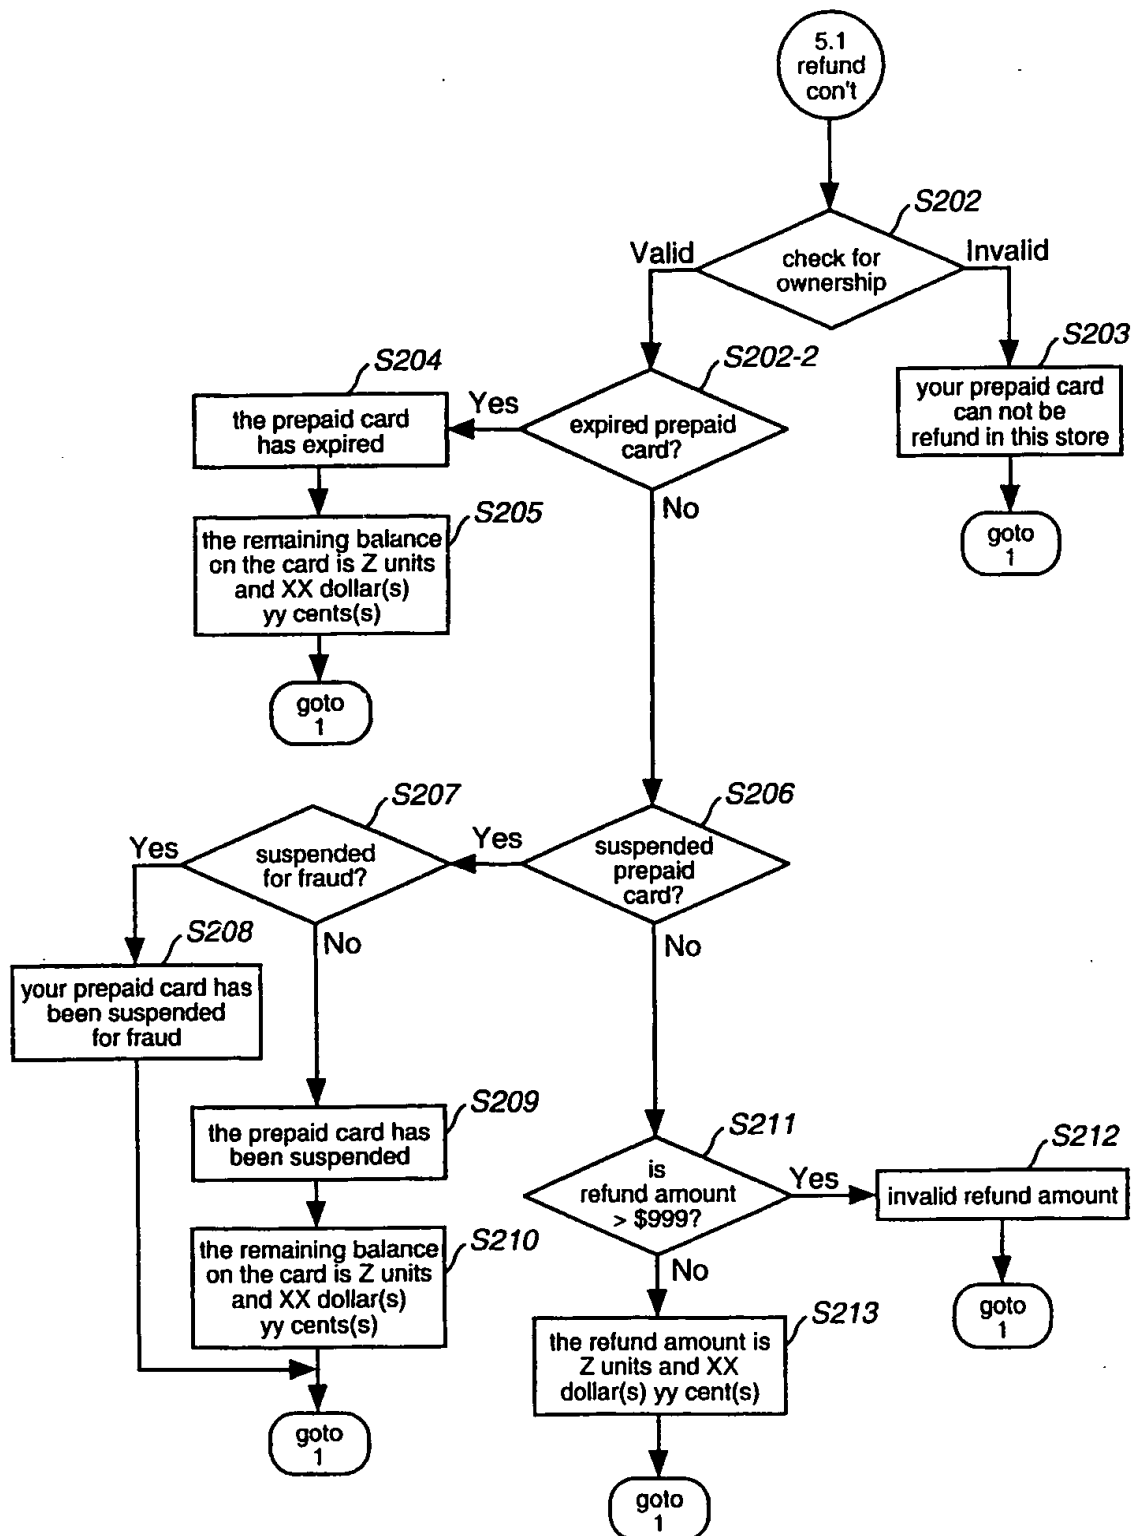 5.1
refund
con't
S202
Valid
Invalid
check for
ownership
S203
S204
S202-2
your prepaid card
can not be
refund in this store
Yes
the prepaid card
has expired
expired prepaid
card?
No
S205
the remaining balance
on the card is Z units
and XX dollar(s)
yy cents(s)
goto
1
goto
1
S207
S206
Yes
suspended
for fraud?
Yes
suspended
prepaid
card?
S208
No
No
your prepaid card has
been suspended
for fraud
S209
the prepaid card has
been suspended
S211
is
refund amount
> $999?
Yes
S212
invalid refund amount
S210
the remaining balance
on the card is Z units
and XX dollar(s)
yy cents(s)
No
goto
1
S213
the refund amount is
Z units and XX
dollar(s) yy cent(s)
goto
1
goto
1